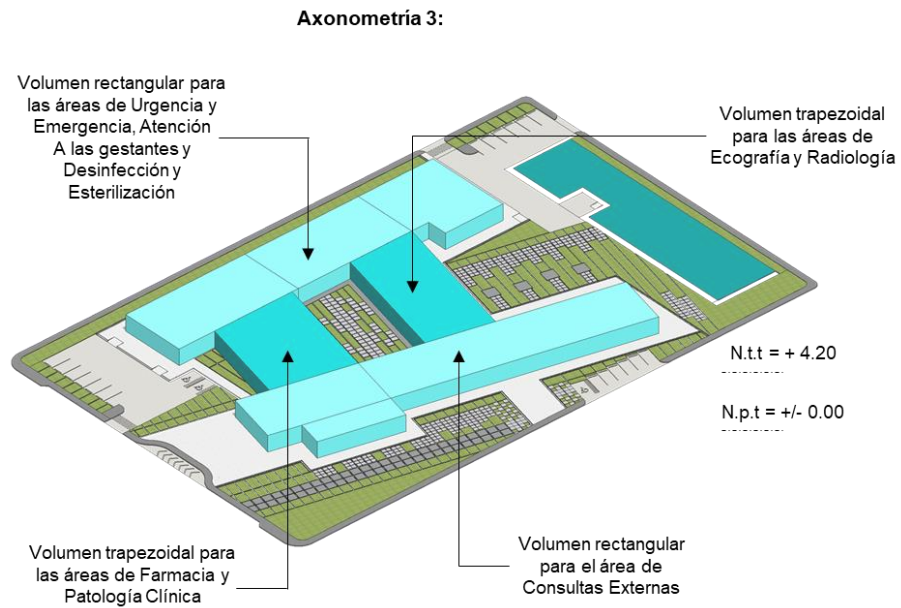 Axonometría 3:
Volumen rectangular para
las áreas de Urgencia y
Emergencia, Atención
A las gestantes y
Desinfección y
Esterilización
Volumen trapezoidal
para las áreas de
Ecografía y Radiología
N.t.t = + 4.20
N.p.t = +/- 0.00
Volumen trapezoidal para
las áreas de Farmacia y
Patología Clínica
Volumen rectangular
para el área de
Consultas Externas